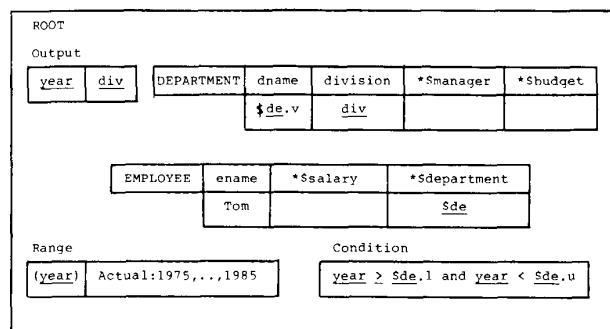 ROOT
Output
year div DEPARTMENT dname division *$manager *$budget
$de.v div
EMPLOYEE ename *$salary *$department
Tom $de
Range Condition
(year) Actual:1975,..,1985 year > $de.l and year < $de.u